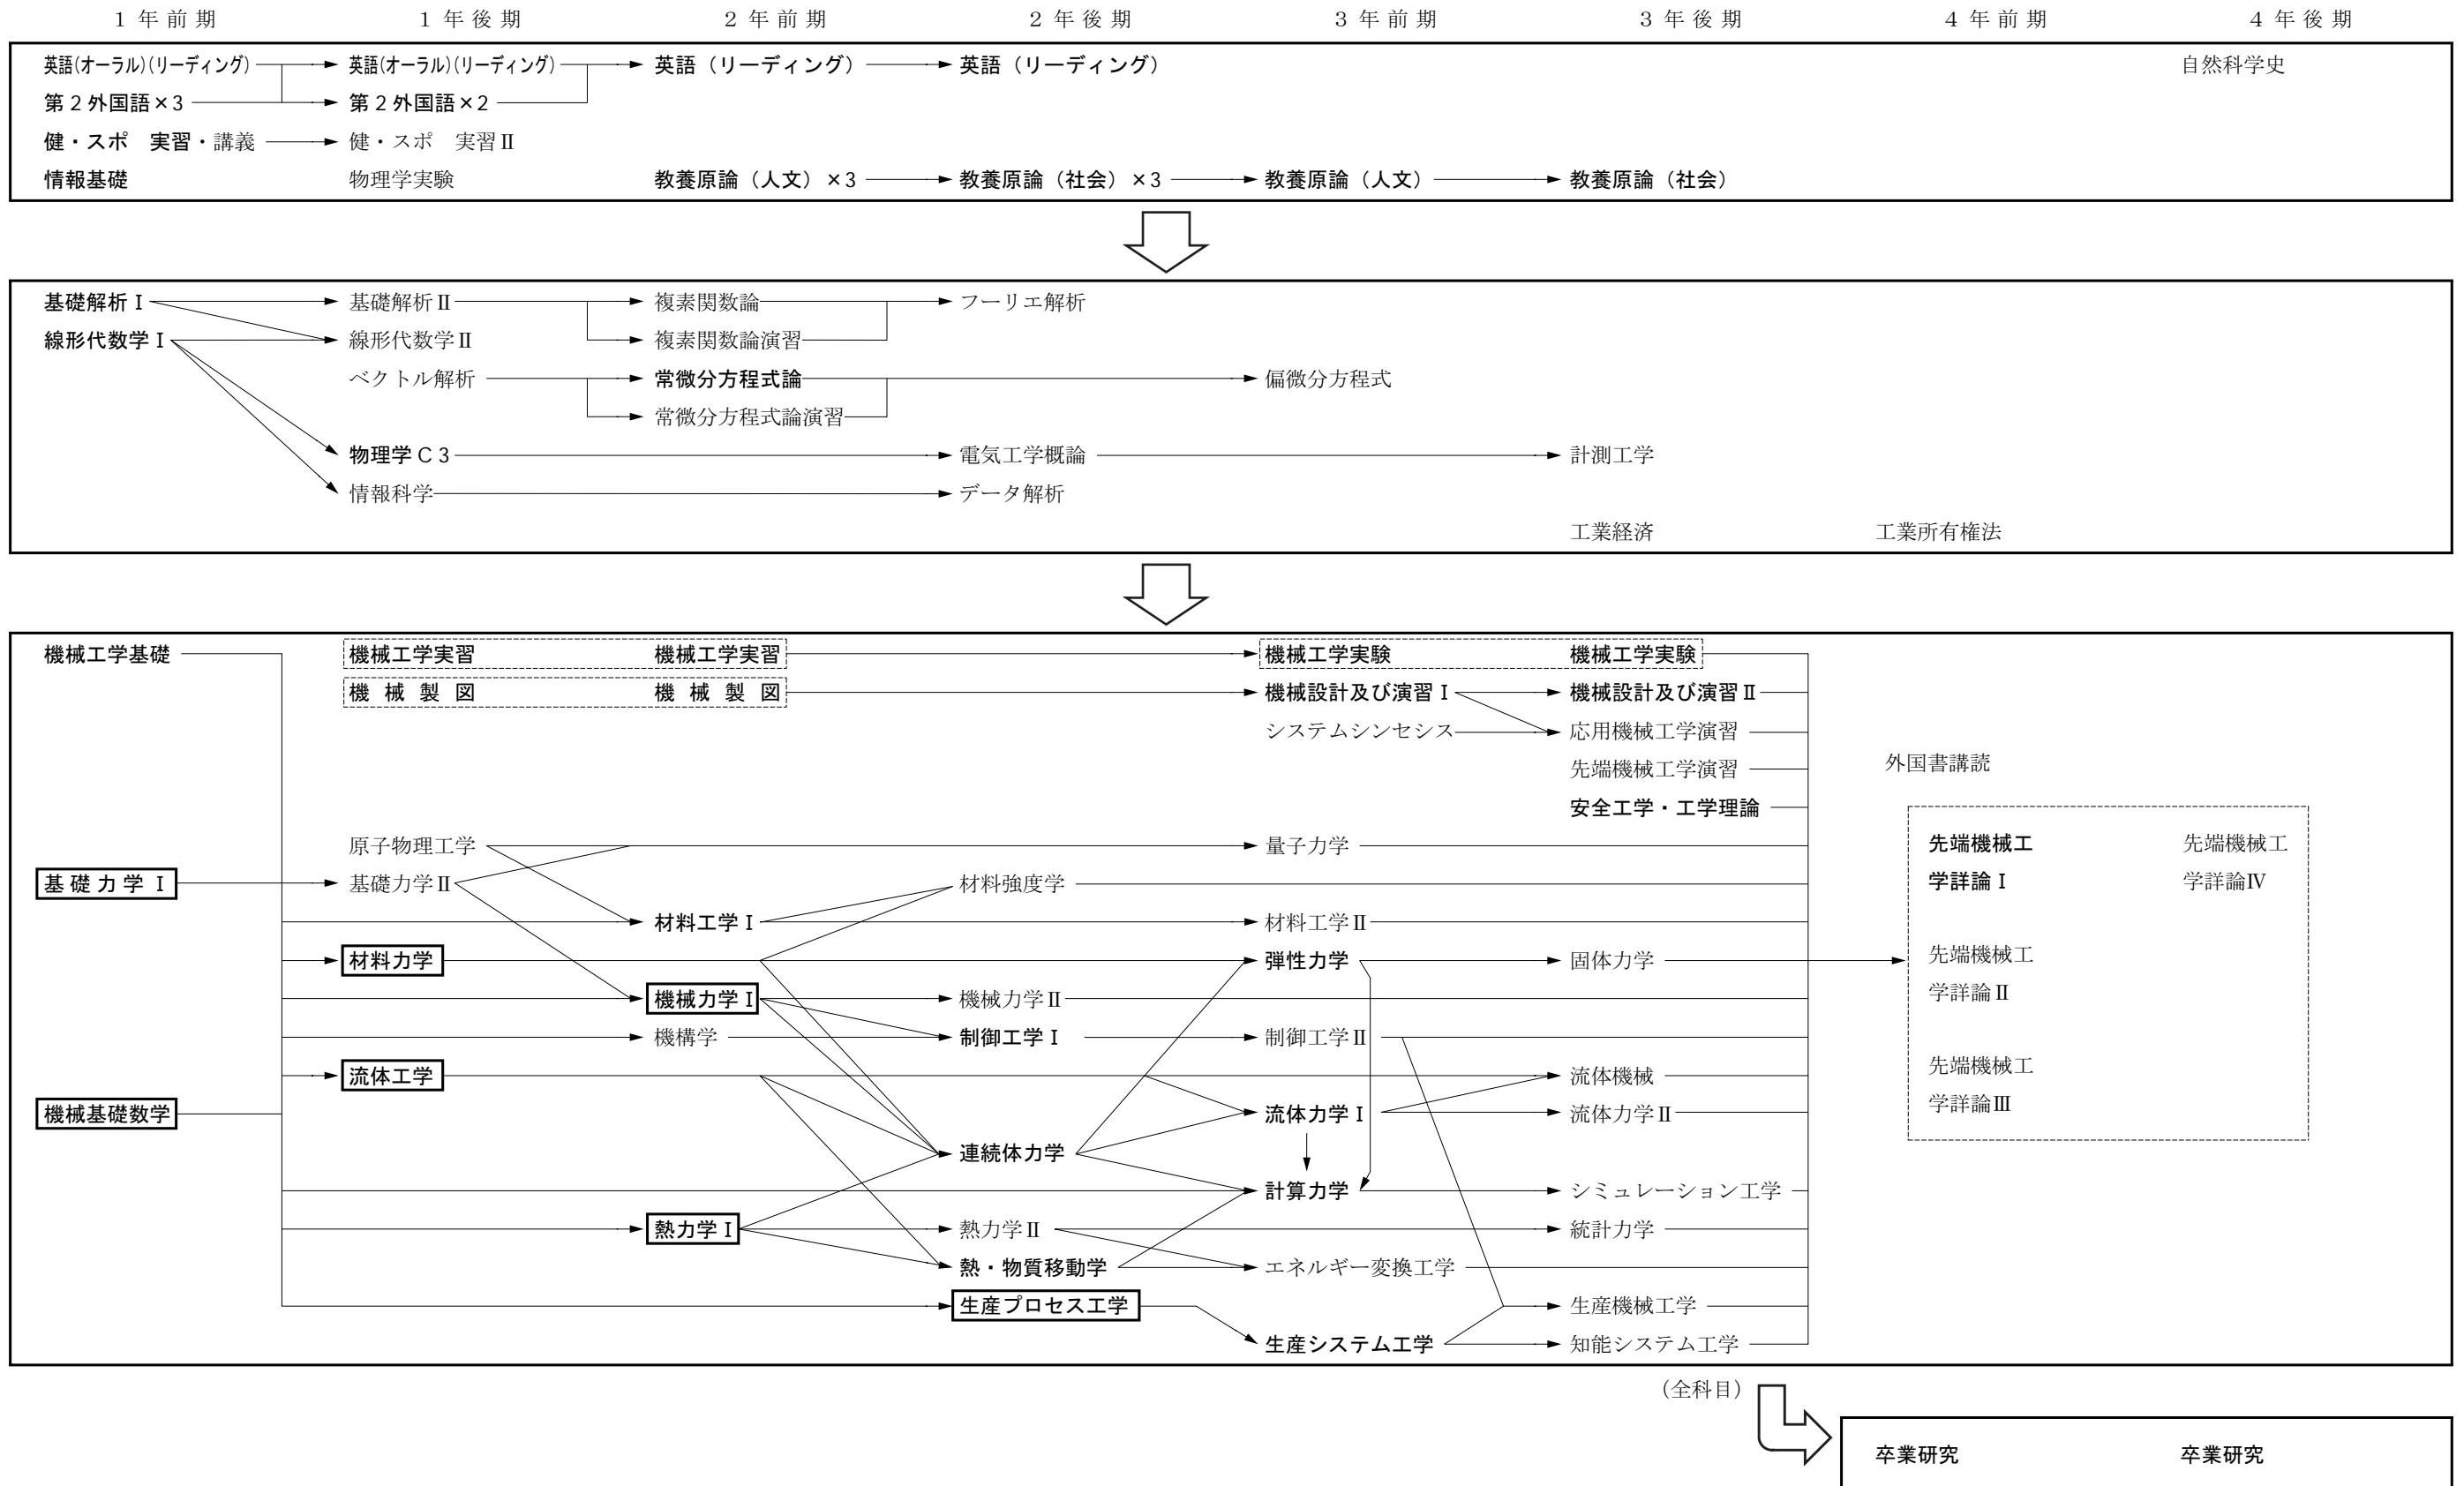 1 年 前 期　1 年 後 期　2 年 前 期　2 年 後 期　3 年 前 期　3 年 後 期　4 年 前 期　4 年 後 期
英語(オーラル)(リーディング)　英語(オーラル)(リーディング)　英語（リーディング）　英語（リーディング）　自然科学史
第2外国語×3　第2外国語×2
健・スポ　実習・講義　健・スポ　実習Ⅱ
情報基礎　物理学実験　教養原論（人文）×3　教養原論（社会）×3　教養原論（人文）　教養原論（社会）
基礎解析Ⅰ　基礎解析Ⅱ　複素関数論　フーリエ解析
線形代数学Ⅰ　線形代数学Ⅱ　複素関数論演習
ベクトル解析　常微分方程式論　偏微分方程式
常微分方程式論演習
物理学C3　電気工学概論　計測工学
情報科学　データ解析
工業経済　工業所有権法
機械工学基礎　機械工学実習　機械工学実習　機械工学実験　機械工学実験
機 械 製 図　機 械 製 図　機械設計及び演習Ⅰ　機械設計及び演習Ⅱ
システムシンセシス　応用機械工学演習
先端機械工学演習　外国書講読
安全工学・工学理論
原子物理工学　量子力学　先端機械工　先端機械工
基礎力学Ⅰ　基礎力学Ⅱ　材料強度学　学詳論Ⅰ　学詳論Ⅳ
材料工学Ⅰ　材料工学Ⅱ
材料力学　弾性力学　固体力学　先端機械工
機械力学Ⅰ　機械力学Ⅱ　学詳論Ⅱ
機構学　制御工学Ⅰ　制御工学Ⅱ
流体工学　流体機械　先端機械工
機械基礎数学　流体力学Ⅰ　流体力学Ⅱ　学詳論Ⅲ
連続体力学
計算力学　シミュレーション工学
熱力学Ⅰ　熱力学Ⅱ　統計力学
熱・物質移動学　エネルギー変換工学
生産プロセス工学　生産機械工学
生産システム工学　知能システム工学
（全科目）
卒業研究　卒業研究